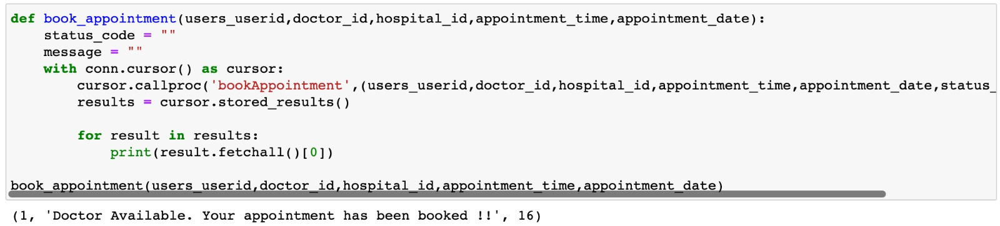 def book_appointment(users_userid,doctor_id,hospital_id,appointment_time,appointment_date):
    status_code = ""
    message = ""
    with conn.cursor() as cursor:
        cursor.callproc('bookAppointment',(users_userid,doctor_id,hospital_id,appointment_time,appointment_date,status_
        results = cursor.stored_results()

        for result in results:
            print(result.fetchall()[0])

book_appointment(users_userid,doctor_id,hospital_id,appointment_time,appointment_date)
(1, 'Doctor Available. Your appointment has been booked !!', 16)